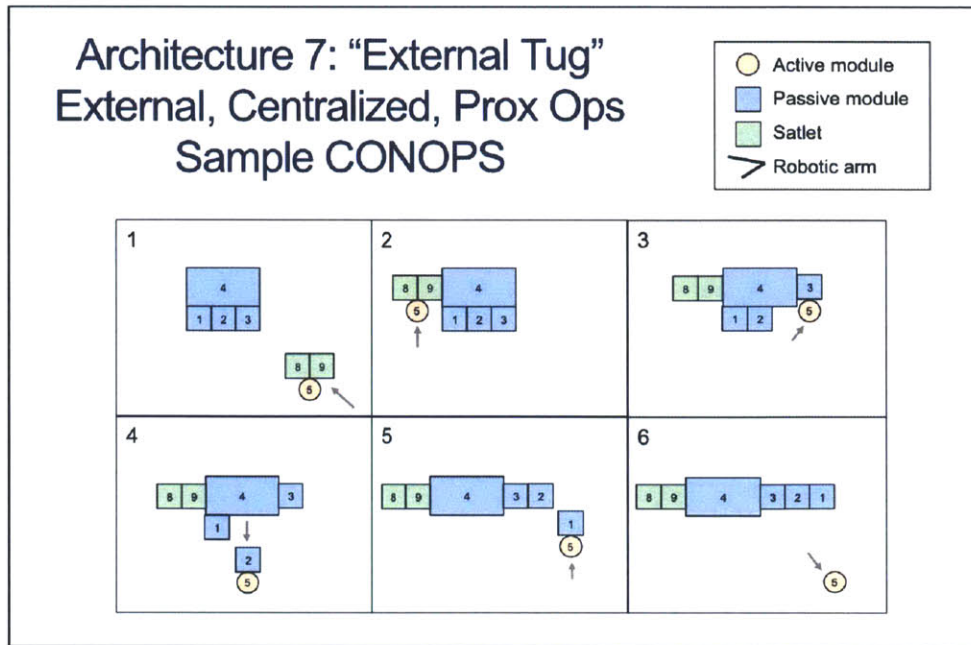 Architecture 7: “External Tug”
External, Centralized, Prox Ops
Sample CONOPS
Active module
Passive module
Satlet
Robotic arm
1
4
1 2 3
8 9
5
2
8 9 4
5 1 2 3
3
8 9 4 3
1 2 5
4
8 9 4 3
1
2
5
5
8 9 4 3 2
1
5
6
8 9 4 3 2 1
5